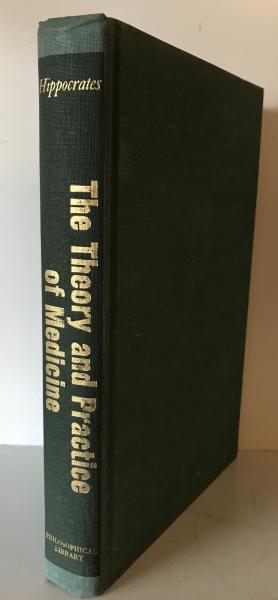 Hippocrates
The Theory and Practice
of Medicine
PHILOSOPHICAL
LIBRARY